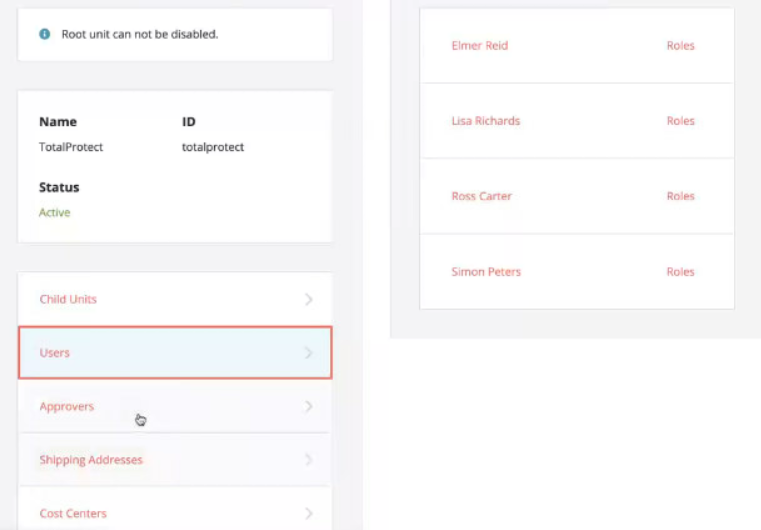 Root unit can not be disabled.
Name ID
TotalProtect totalprotect
Status
Active
Child Units
Users
Approvers
Shipping Addresses
Cost Centers
Elmer Reid Roles
Lisa Richards Roles
Ross Carter Roles
Simon Peters Roles